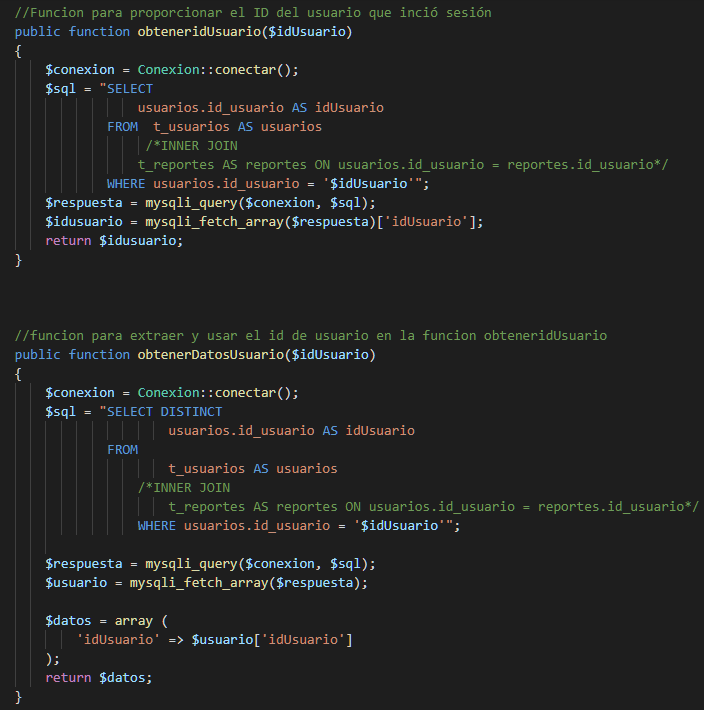 //Funcion para proporcionar el ID del usuario que inció sesión
public function obteneridUsuario($idUsuario)
{
$conexion = Conexion::conectar();
$sql = "SELECT
usuarios.id_usuario AS idUsuario
FROM  t_usuarios AS usuarios
/*INNER JOIN
t_reportes AS reportes ON usuarios.id_usuario = reportes.id_usuario*/
WHERE usuarios.id_usuario = '$idUsuario'";
$respuesta = mysqli_query($conexion, $sql);
$idusuario = mysqli_fetch_array($respuesta)['idUsuario'];
return $idusuario;
}
//funcion para extraer y usar el id de usuario en la funcion obteneridUsuario
public function obtenerDatosUsuario($idUsuario)
{
$conexion = Conexion::conectar();
$sql = "SELECT DISTINCT
usuarios.id_usuario AS idUsuario
FROM
t_usuarios AS usuarios
/*INNER JOIN
t_reportes AS reportes ON usuarios.id_usuario = reportes.id_usuario*/
WHERE usuarios.id_usuario = '$idUsuario'";
$respuesta = mysqli_query($conexion, $sql);
$usuario = mysqli_fetch_array($respuesta);
$datos = array (
'idUsuario' => $usuario['idUsuario']
);
return $datos;
}